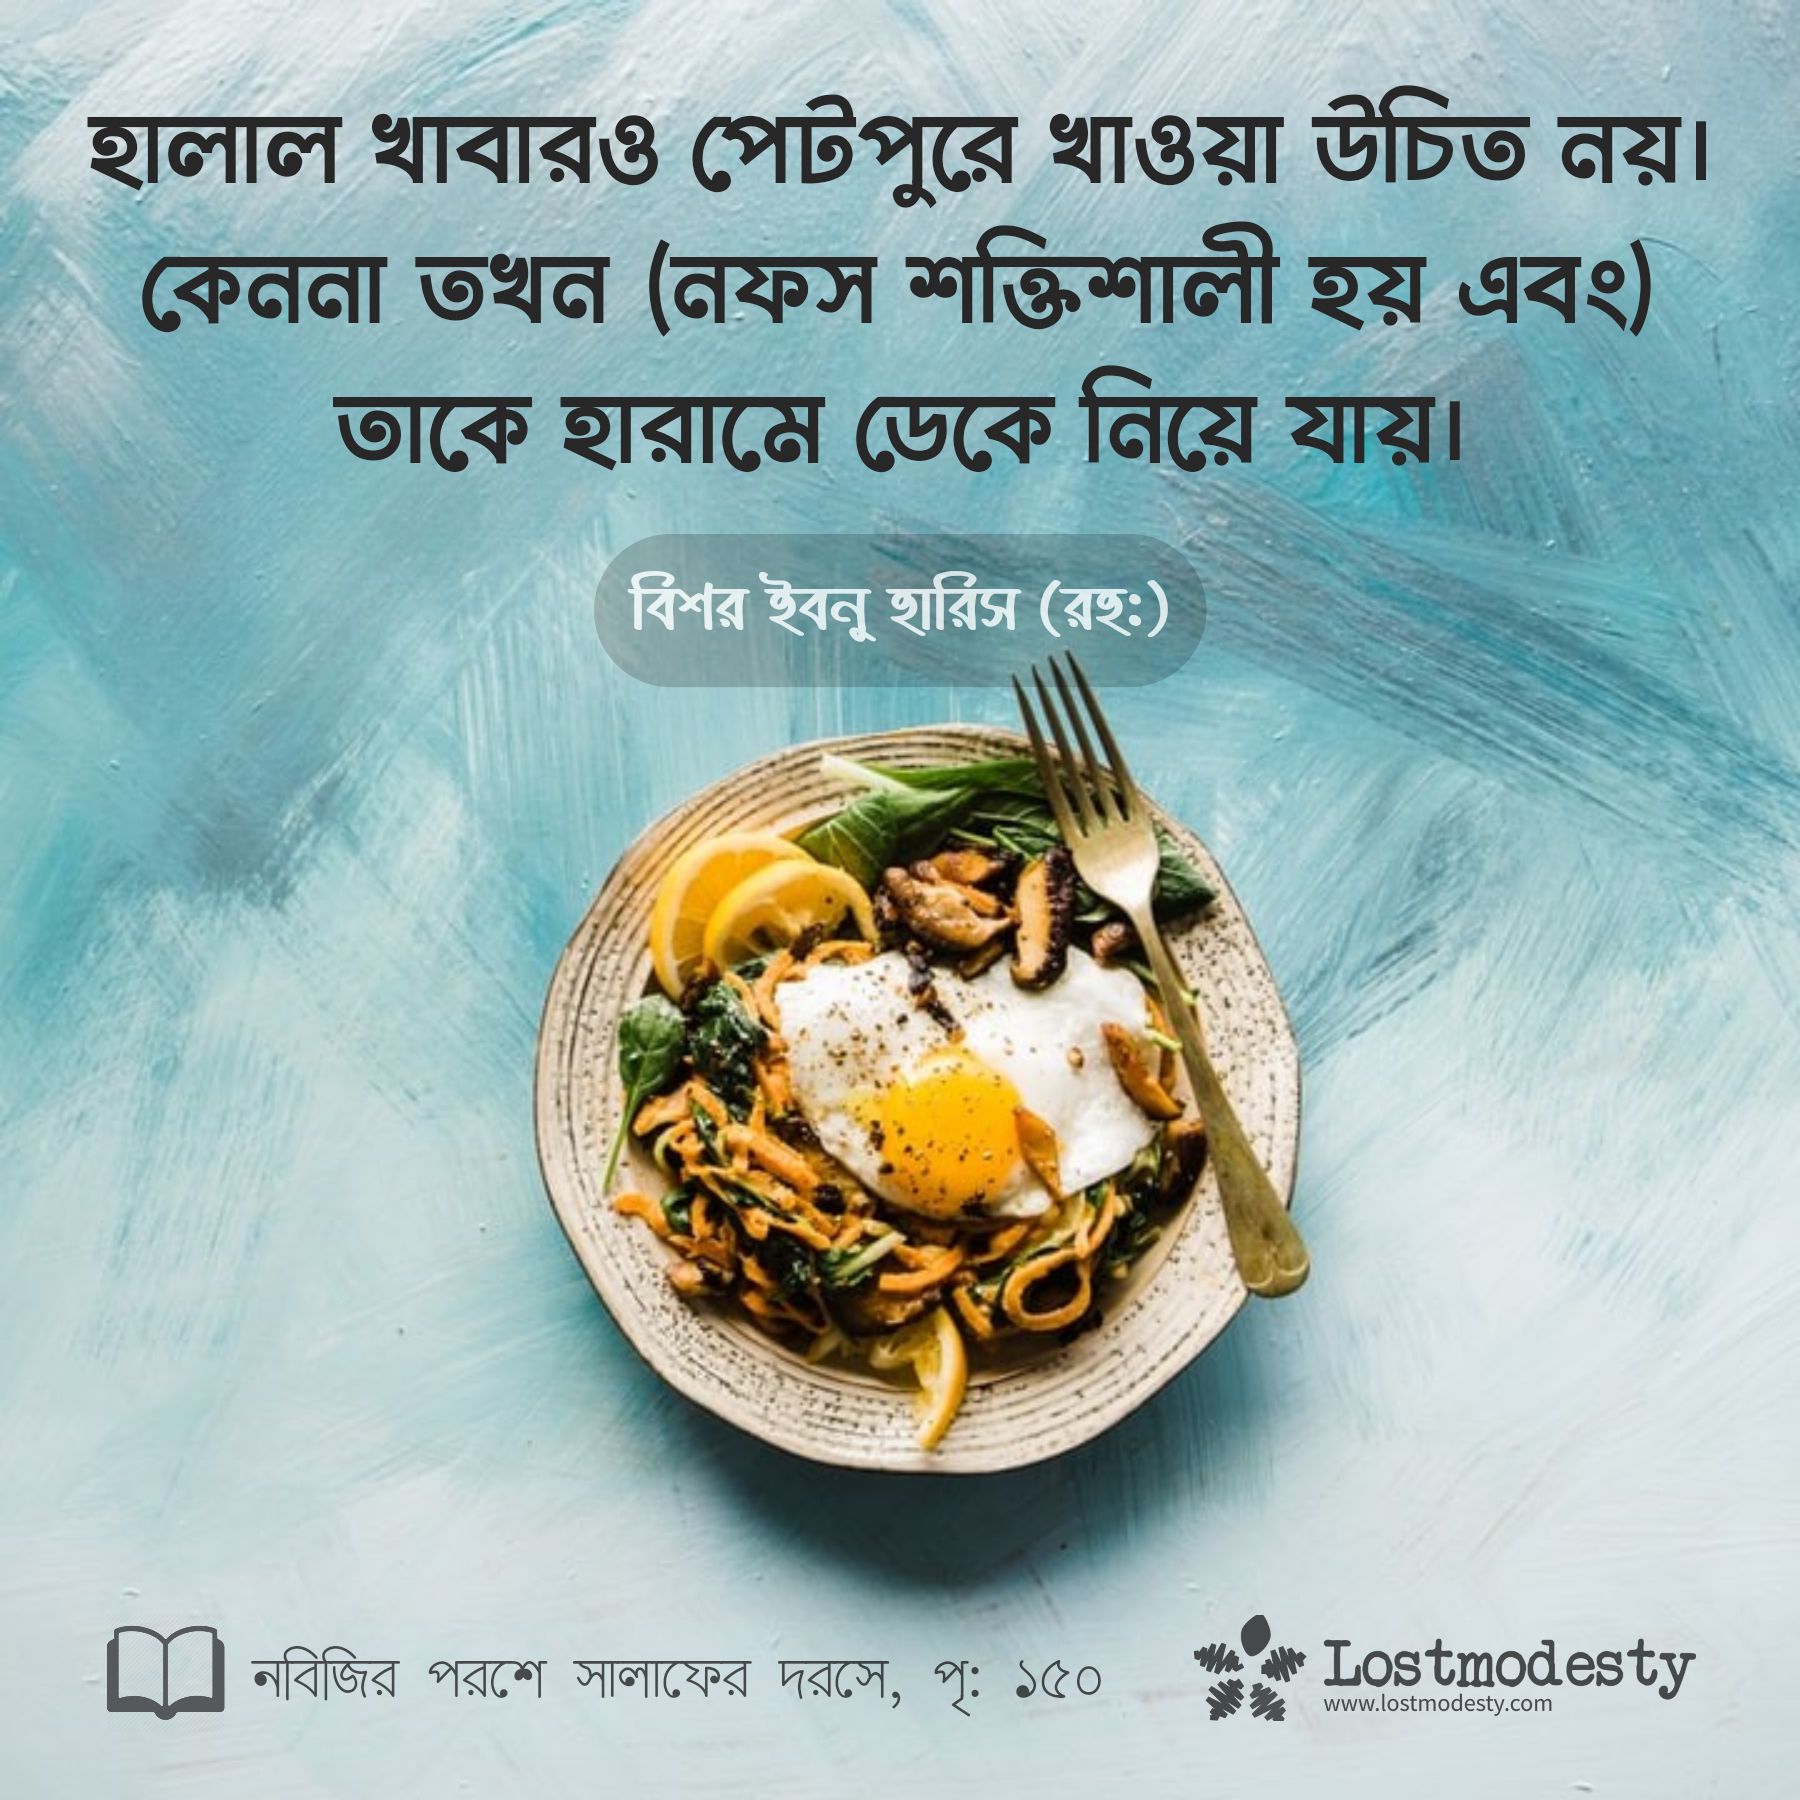 হালাল খাবারও পেটপুরে খাওয়া উচিত নয়।
কেননা তখন (নফস শক্তিশালী হয় এবং)
তাকে হারামে ডেকে নিয়ে যায়।
বিশর ইবনু হারিস (রহ:)
নবিজির পরশে সালাফের দরসে, পৃ: ১৫০
Lostmodesty
www.lostmodesty.com